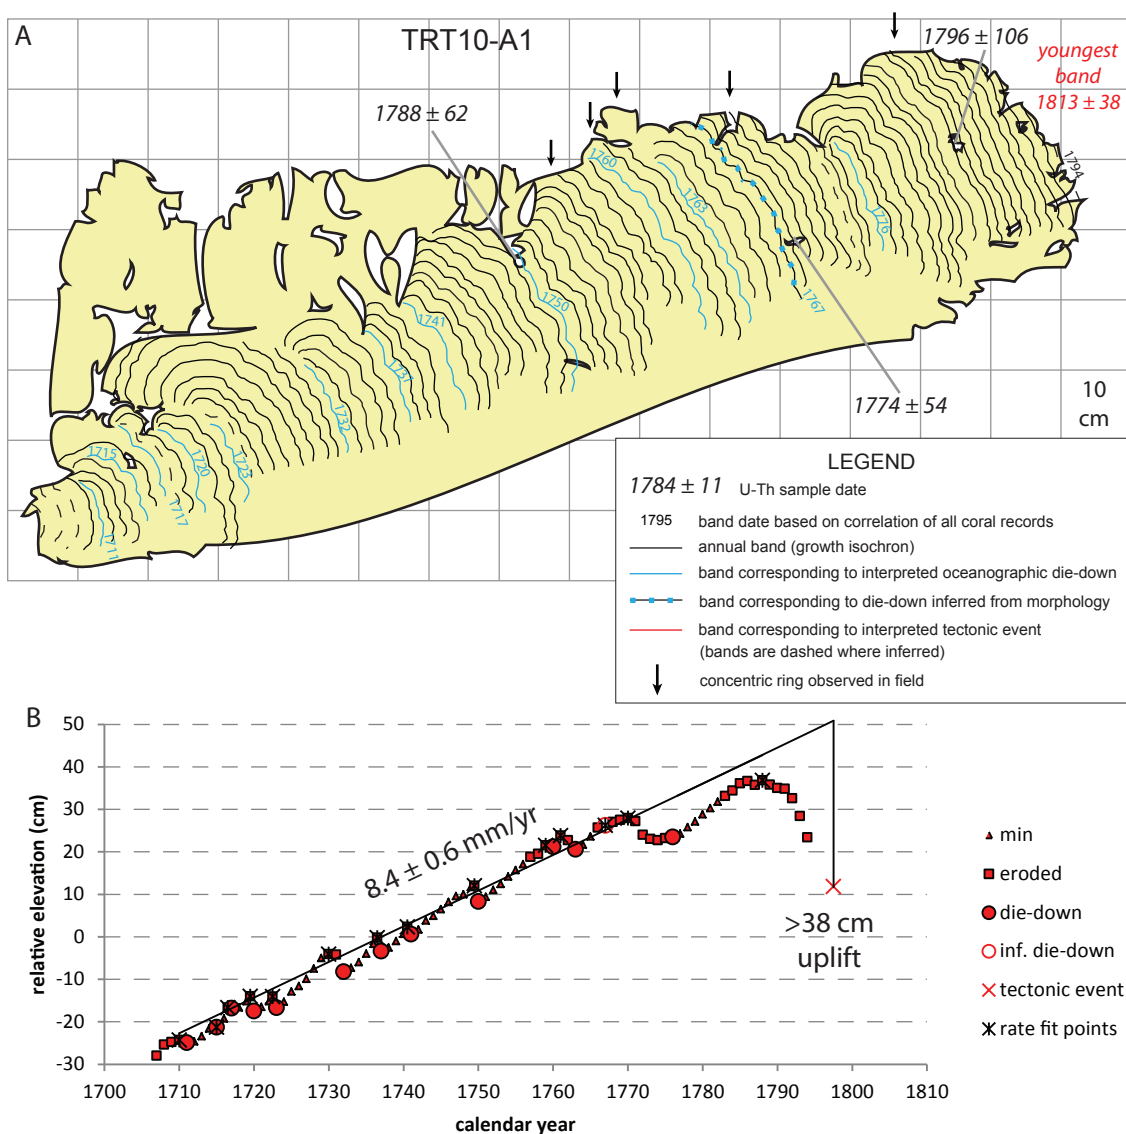 A
TRT10-A1
1796 ± 106
youngest
band
1813 ± 38
1788 ± 62
1760
1763
1794
1776
1750
1767
1741
1737
1774 ± 54
10
cm
1732
1715
1720
1723
1717
1711
LEGEND
1784 ± 11 U-Th sample date
1795 band date based on correlation of all coral records
annual band (growth isochron)
band corresponding to interpreted oceanographic die-down
band corresponding to die-down inferred from morphology
band corresponding to interpreted tectonic event
(bands are dashed where inferred)
concentric ring observed in field
B
50
40
30
20
10
0
-10
-20
-30
relative elevation (cm)
8.4 ± 0.6 mm/yr
>38 cm
uplift
min
eroded
die-down
inf. die-down
tectonic event
rate fit points
1700 1710 1720 1730 1740 1750 1760 1770 1780 1790 1800 1810
calendar year